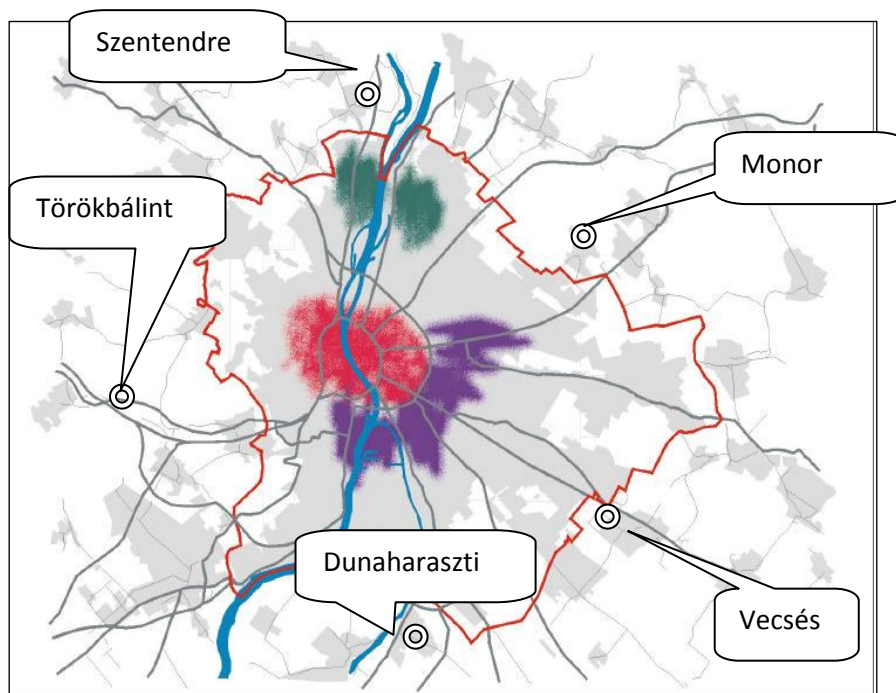 Szentendre
Monor
Törökbálint
Dunaharaszti
Vecsés